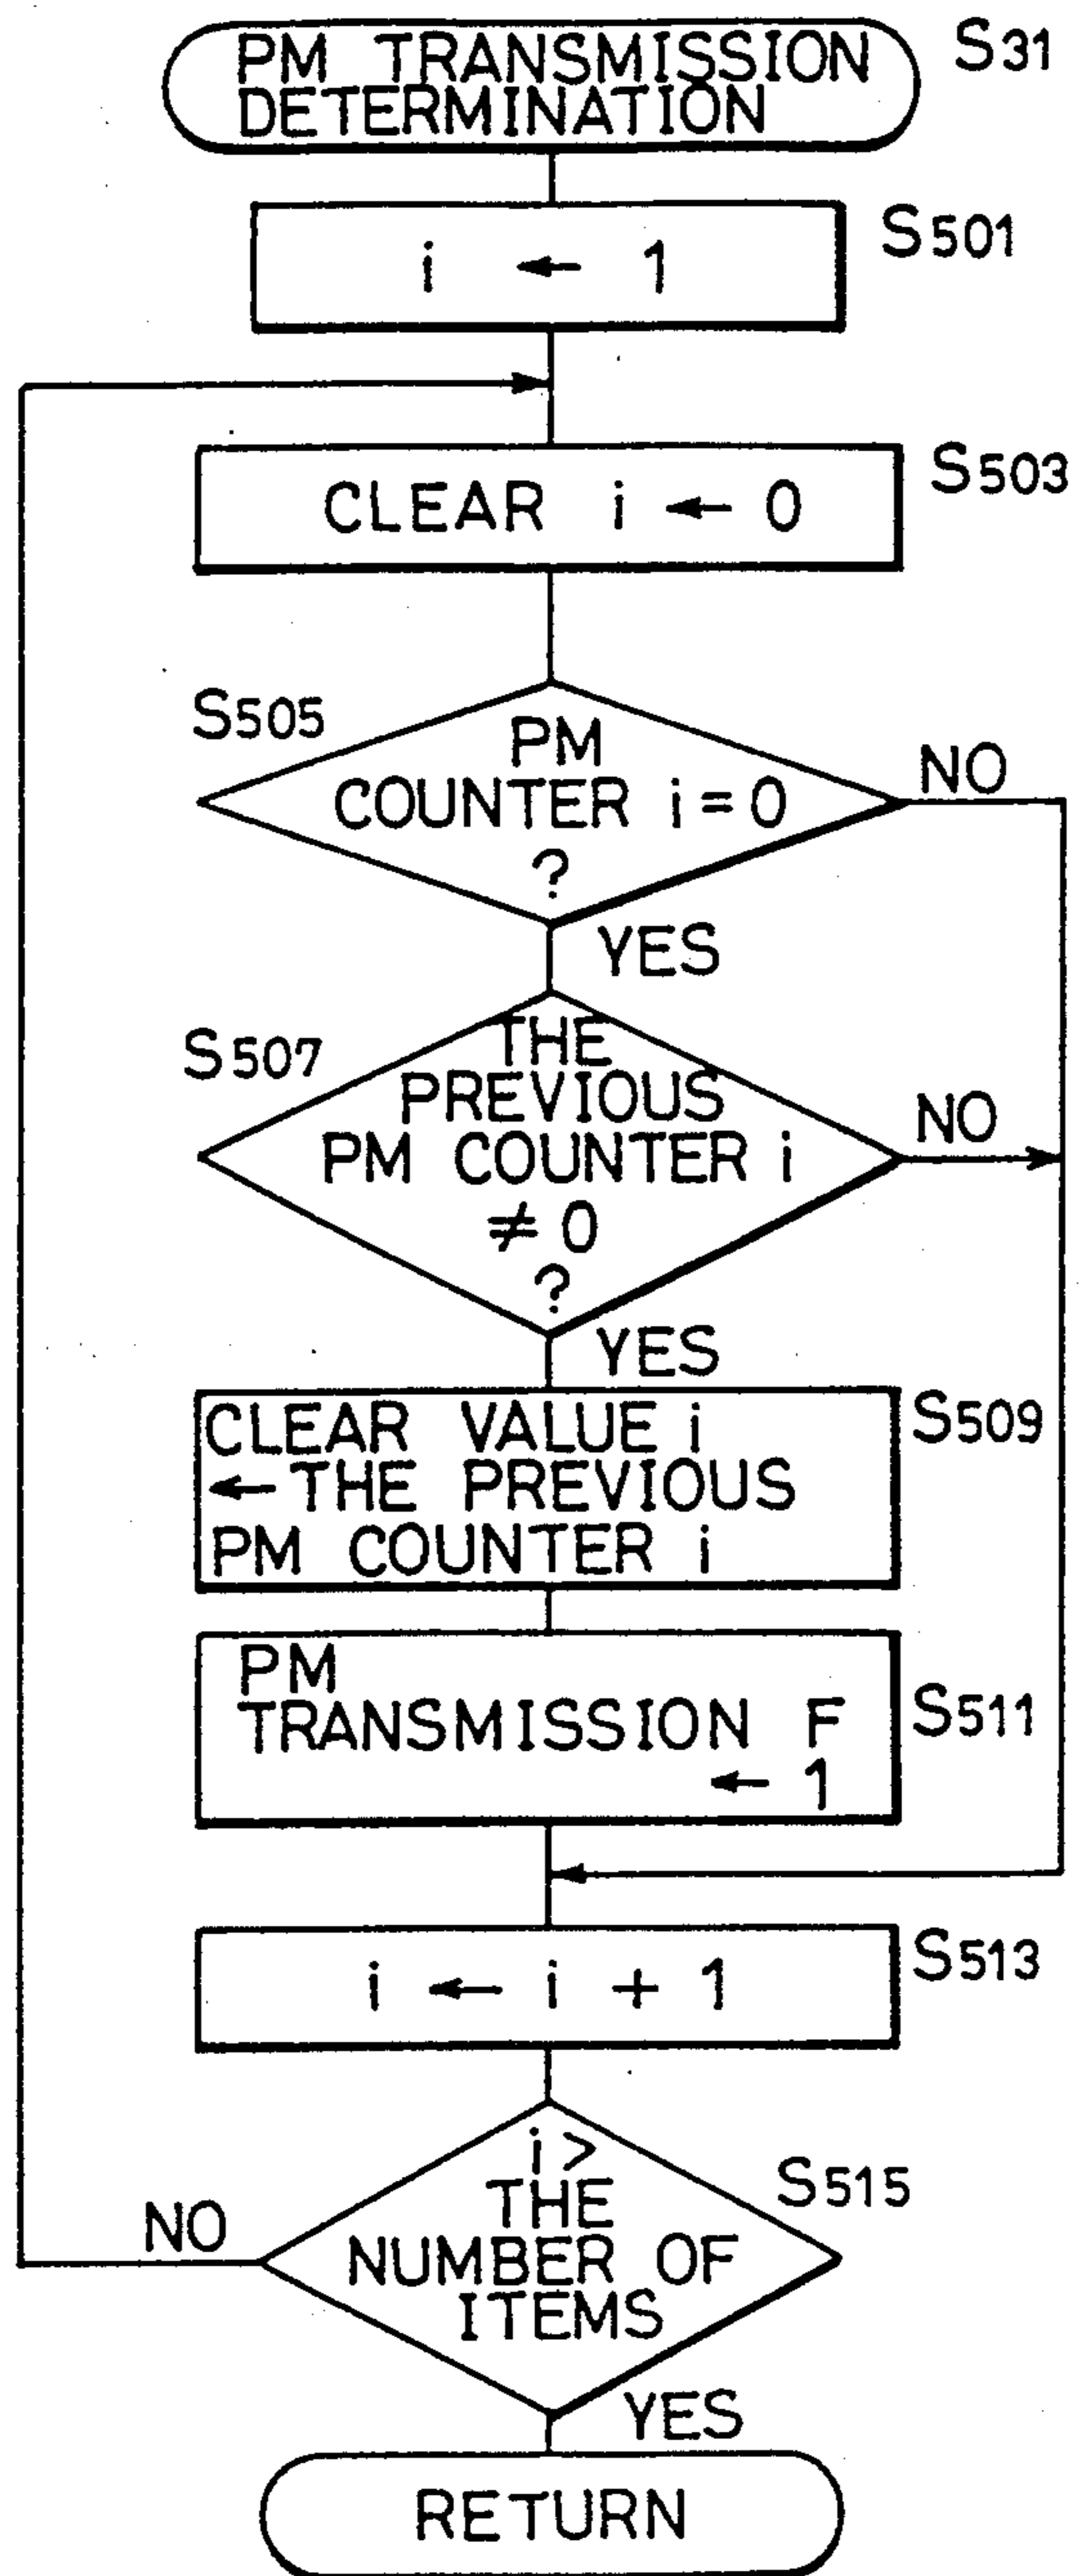 PM TRANSMISSION
DETERMINATION
S31
i ← 1
S501
CLEAR i ← 0
S503
S505
PM
COUNTER i = 0
?
NO
YES
S507
THE
PREVIOUS
PM COUNTER i
≠ 0
?
NO
YES
CLEAR VALUE i
← THE PREVIOUS
PM COUNTER i
S509
PM
TRANSMISSION F
← 1
S511
i ← i + 1
S513
i >
THE
NUMBER OF
ITEMS
S515
NO
YES
RETURN